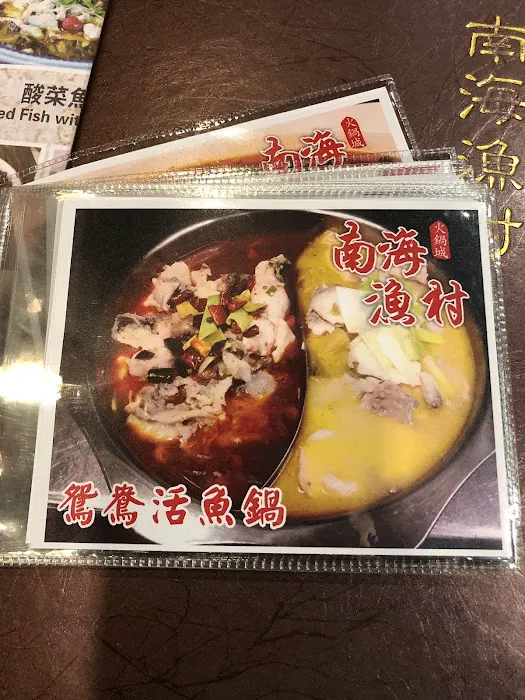 酸菜魚
ed Fish wit
南海漁村
南海
火鍋城
南海
漁村
火鍋城
鴛鴦活魚鍋